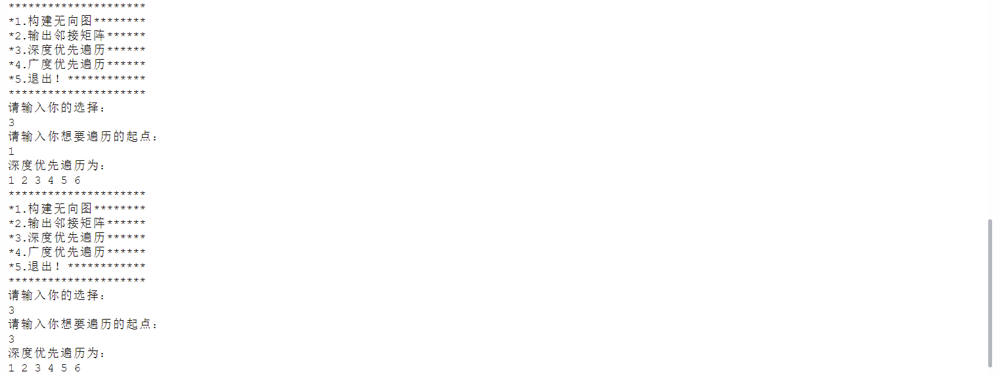 *********************
*1.构建无向图********
*2.输出邻接矩阵******
*3.深度优先遍历******
*4.广度优先遍历******
*5.退出！************
*********************
请输入你的选择：
3
请输入你想要遍历的起点：
1
深度优先遍历为：
1 2 3 4 5 6
*********************
*1.构建无向图********
*2.输出邻接矩阵******
*3.深度优先遍历******
*4.广度优先遍历******
*5.退出！************
*********************
请输入你的选择：
3
请输入你想要遍历的起点：
3
深度优先遍历为：
1 2 3 4 5 6